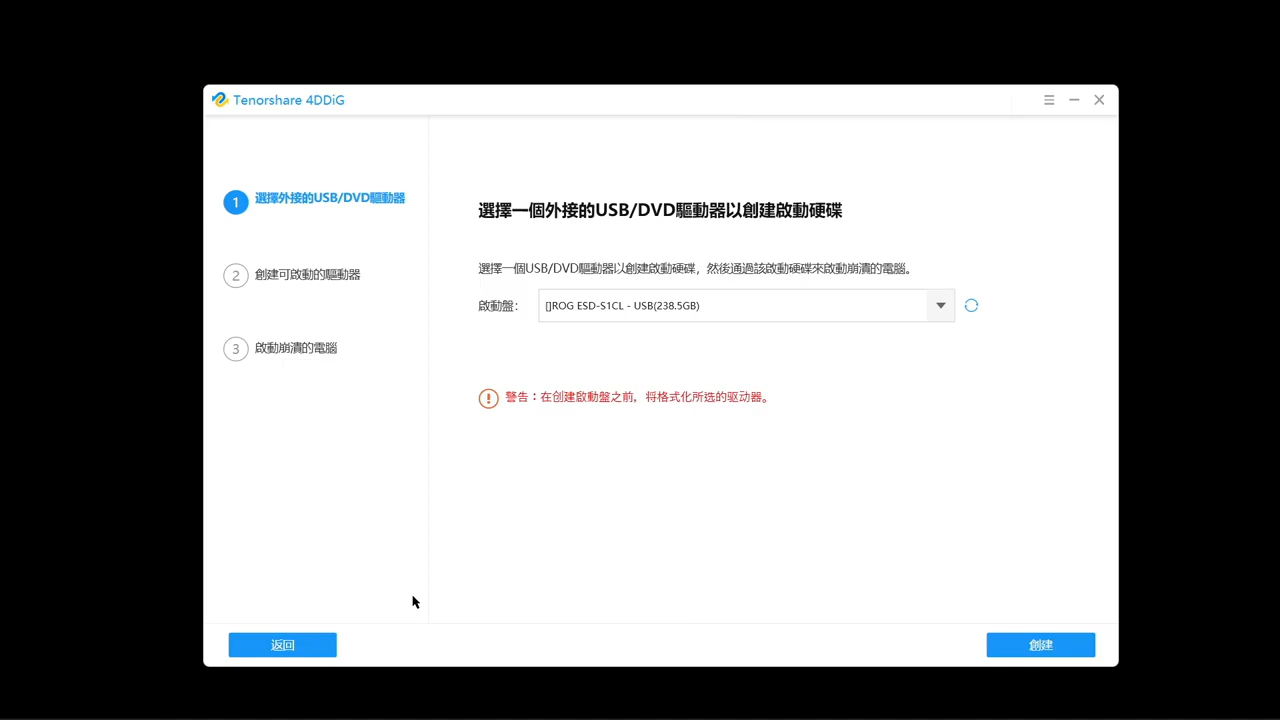 Tenorshare 4DDiG
1 選擇外接的USB/DVD驅動器
2 創建可啟動的驅動器
3 啟動崩潰的電腦
選擇一個外接的USB/DVD驅動器以創建啟動硬碟
選擇一個USB/DVD驅動器以創建啟動硬碟，然後通過該啟動硬碟來啟動崩潰的電腦。
啟動盤： []ROG ESD-S1CL - USB(238.5GB)
警告：在创建啟動盤之前，将格式化所选的驱动器。
返回
創建